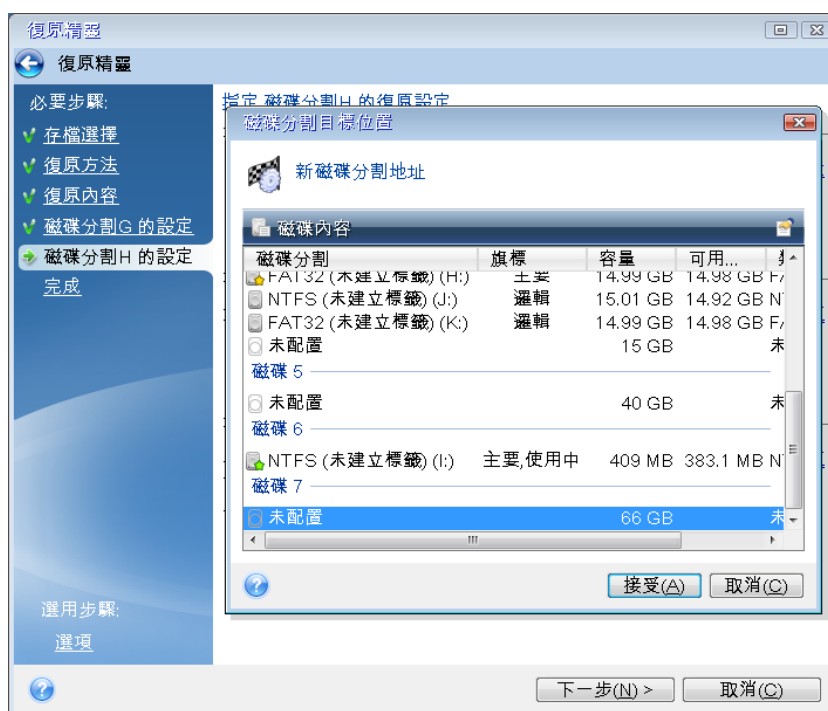 復原精靈
復原精靈
必要步驟:
存檔選擇
復原方法
復原內容
磁碟分割G 的設定
磁碟分割H 的設定
完成
選用步驟:
選項
指定 磁碟分割H 的復原設定
磁碟分割目標位置
新磁碟分割地址
磁碟內容
磁碟分割 旗標 容量 可用...
FAT32 (未建立標籤) (H:) 主要 14.99 GB 14.98 GB F
NTFS (未建立標籤) (J:) 邏輯 15.01 GB 14.92 GB N
FAT32 (未建立標籤) (K:) 邏輯 14.99 GB 14.98 GB F
未配置 15 GB 未
磁碟 5
未配置 40 GB 未
磁碟 6
NTFS (未建立標籤) (I:) 主要,使用中 409 MB 383.1 MB N
磁碟 7
未配置 66 GB 未
接受(A) 取消(C)
下一步(N) > 取消(C)